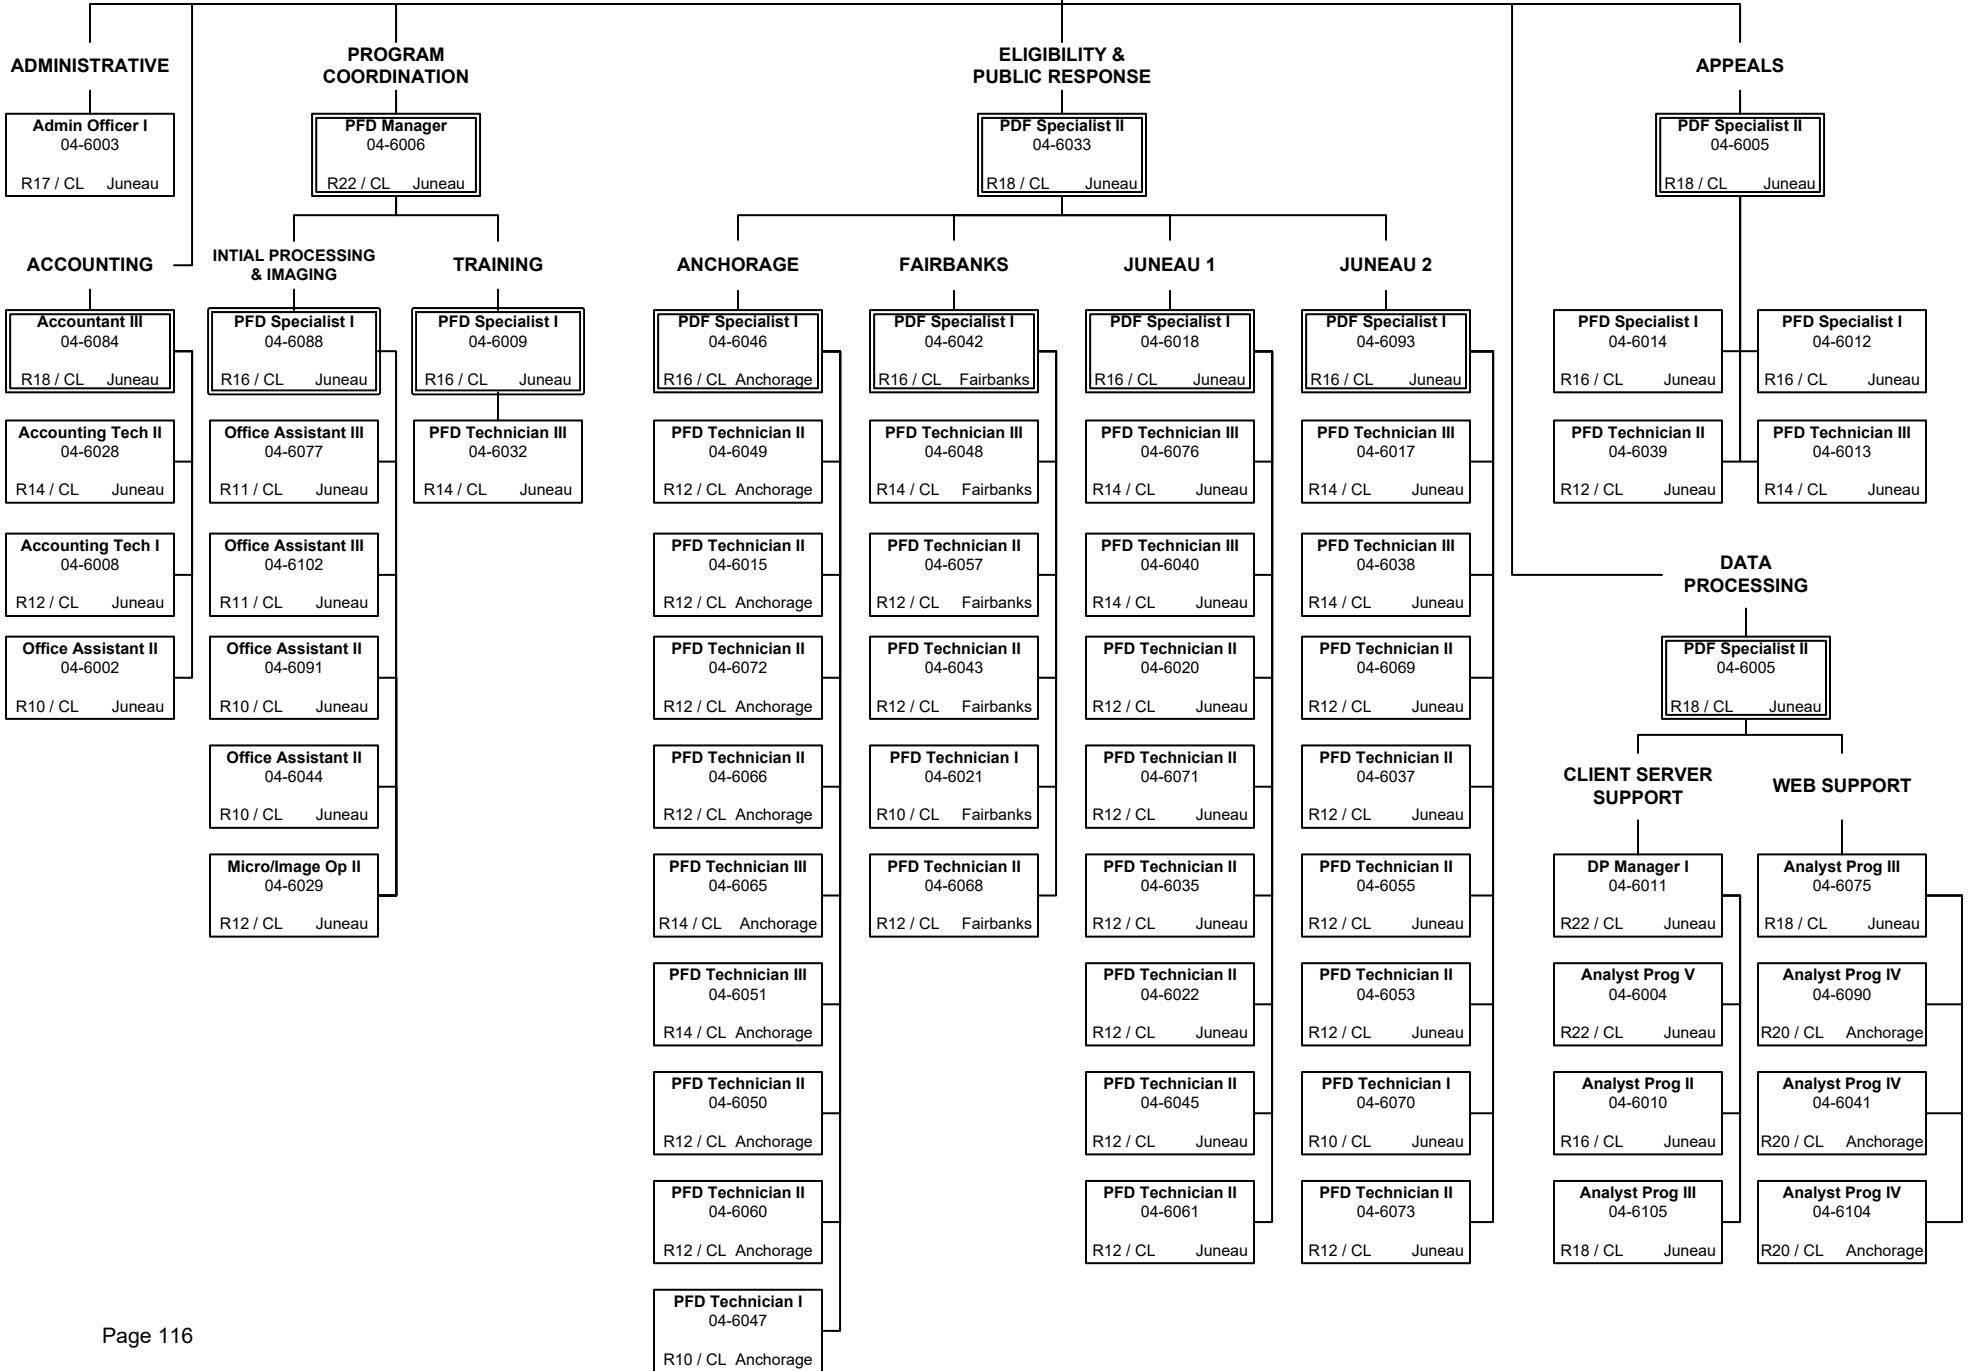 ADMINISTRATIVE
Admin Officer I
04-6003
R17 / CL Juneau
ACCOUNTING
Accountant III
04-6084
R18 / CL Juneau
Accounting Tech II
04-6028
R14 / CL Juneau
Accounting Tech I
04-6008
R12 / CL Juneau
Office Assistant II
04-6002
R10 / CL Juneau
PROGRAM
COORDINATION
PFD Manager
04-6006
R22 / CL Juneau
INTIAL PROCESSING
& IMAGING
PFD Specialist I
04-6088
R16 / CL Juneau
Office Assistant III
04-6077
R11 / CL Juneau
Office Assistant III
04-6102
R11 / CL Juneau
Office Assistant II
04-6091
R10 / CL Juneau
Office Assistant II
04-6044
R10 / CL Juneau
Micro/Image Op II
04-6029
R12 / CL Juneau
TRAINING
PFD Specialist I
04-6009
R16 / CL Juneau
PFD Technician III
04-6032
R14 / CL Juneau
ELIGIBILITY &
PUBLIC RESPONSE
PDF Specialist II
04-6033
R18 / CL Juneau
ANCHORAGE
PDF Specialist I
04-6046
R16 / CL Anchorage
PFD Technician II
04-6049
R12 / CL Anchorage
PFD Technician II
04-6015
R12 / CL Anchorage
PFD Technician II
04-6072
R12 / CL Anchorage
PFD Technician II
04-6066
R12 / CL Anchorage
PFD Technician III
04-6065
R14 / CL Anchorage
PFD Technician III
04-6051
R14 / CL Anchorage
PFD Technician II
04-6050
R12 / CL Anchorage
PFD Technician II
04-6060
R12 / CL Anchorage
PFD Technician I
04-6047
R10 / CL Anchorage
FAIRBANKS
PDF Specialist I
04-6042
R16 / CL Fairbanks
PFD Technician III
04-6048
R14 / CL Fairbanks
PFD Technician II
04-6057
R12 / CL Fairbanks
PFD Technician II
04-6043
R12 / CL Fairbanks
PFD Technician I
04-6021
R10 / CL Fairbanks
PFD Technician II
04-6068
R12 / CL Fairbanks
JUNEAU 1
PDF Specialist I
04-6018
R16 / CL Juneau
PFD Technician III
04-6076
R14 / CL Juneau
PFD Technician III
04-6040
R14 / CL Juneau
PFD Technician II
04-6020
R12 / CL Juneau
PFD Technician II
04-6071
R12 / CL Juneau
PFD Technician II
04-6035
R12 / CL Juneau
PFD Technician II
04-6022
R12 / CL Juneau
PFD Technician II
04-6045
R12 / CL Juneau
PFD Technician II
04-6061
R12 / CL Juneau
JUNEAU 2
PDF Specialist I
04-6093
R16 / CL Juneau
PFD Technician III
04-6017
R14 / CL Juneau
PFD Technician III
04-6038
R14 / CL Juneau
PFD Technician II
04-6069
R12 / CL Juneau
PFD Technician II
04-6037
R12 / CL Juneau
PFD Technician II
04-6055
R12 / CL Juneau
PFD Technician II
04-6053
R12 / CL Juneau
PFD Technician I
04-6070
R10 / CL Juneau
PFD Technician II
04-6073
R12 / CL Juneau
APPEALS
PDF Specialist II
04-6005
R18 / CL Juneau
PFD Specialist I
04-6014
R16 / CL Juneau
PFD Specialist I
04-6012
R16 / CL Juneau
PFD Technician II
04-6039
R12 / CL Juneau
PFD Technician III
04-6013
R14 / CL Juneau
DATA
PROCESSING
PDF Specialist II
04-6005
R18 / CL Juneau
CLIENT SERVER
SUPPORT
DP Manager I
04-6011
R22 / CL Juneau
Analyst Prog V
04-6004
R22 / CL Juneau
Analyst Prog II
04-6010
R16 / CL Juneau
Analyst Prog III
04-6105
R18 / CL Juneau
WEB SUPPORT
Analyst Prog III
04-6075
R18 / CL Juneau
Analyst Prog IV
04-6090
R20 / CL Anchorage
Analyst Prog IV
04-6041
R20 / CL Anchorage
Analyst Prog IV
04-6104
R20 / CL Anchorage
Page 116